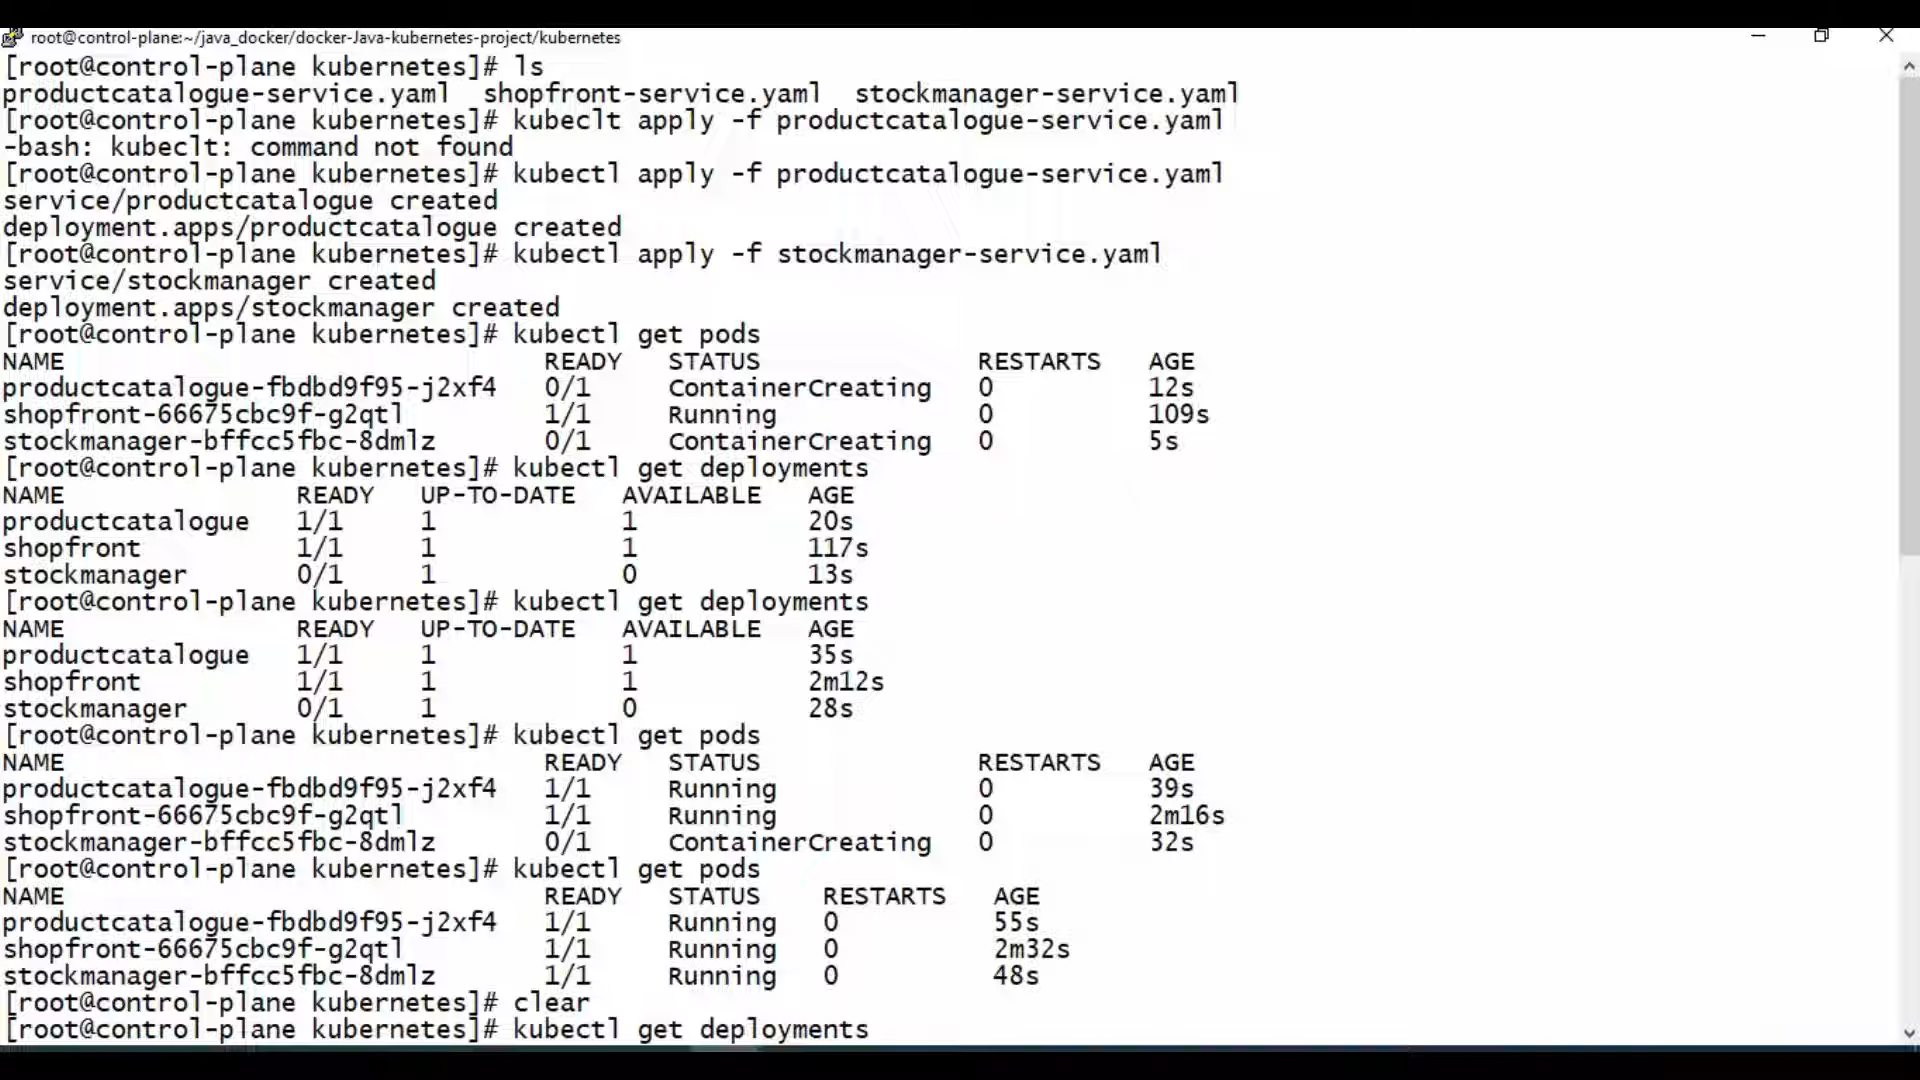 root@control-plane:~/java_docker/docker-Java-kubernetes-project/kubernetes
[root@control-plane kubernetes]# ls
productcatalogue-service.yaml  shopfront-service.yaml  stockmanager-service.yaml
[root@control-plane kubernetes]# kubeclt apply -f productcatalogue-service.yaml
-bash: kubeclt: command not found
[root@control-plane kubernetes]# kubectl apply -f productcatalogue-service.yaml
service/productcatalogue created
deployment.apps/productcatalogue created
[root@control-plane kubernetes]# kubectl apply -f stockmanager-service.yaml
service/stockmanager created
deployment.apps/stockmanager created
[root@control-plane kubernetes]# kubectl get pods
NAME                               READY   STATUS              RESTARTS   AGE
productcatalogue-fbdbd9f95-j2xf4   0/1     ContainerCreating   0          12s
shopfront-66675cbc9f-g2qtl         1/1     Running             0          109s
stockmanager-bffcc5fbc-8dmlz       0/1     ContainerCreating   0          5s
[root@control-plane kubernetes]# kubectl get deployments
NAME               READY   UP-TO-DATE   AVAILABLE   AGE
productcatalogue   1/1     1            1           20s
shopfront          1/1     1            1           117s
stockmanager       0/1     1            0           13s
[root@control-plane kubernetes]# kubectl get deployments
NAME               READY   UP-TO-DATE   AVAILABLE   AGE
productcatalogue   1/1     1            1           35s
shopfront          1/1     1            1           2m12s
stockmanager       0/1     1            0           28s
[root@control-plane kubernetes]# kubectl get pods
NAME                               READY   STATUS              RESTARTS   AGE
productcatalogue-fbdbd9f95-j2xf4   1/1     Running             0          39s
shopfront-66675cbc9f-g2qtl         1/1     Running             0          2m16s
stockmanager-bffcc5fbc-8dmlz       0/1     ContainerCreating   0          32s
[root@control-plane kubernetes]# kubectl get pods
NAME                               READY   STATUS    RESTARTS   AGE
productcatalogue-fbdbd9f95-j2xf4   1/1     Running   0          55s
shopfront-66675cbc9f-g2qtl         1/1     Running   0          2m32s
stockmanager-bffcc5fbc-8dmlz       1/1     Running   0          48s
[root@control-plane kubernetes]# clear
[root@control-plane kubernetes]# kubectl get deployments